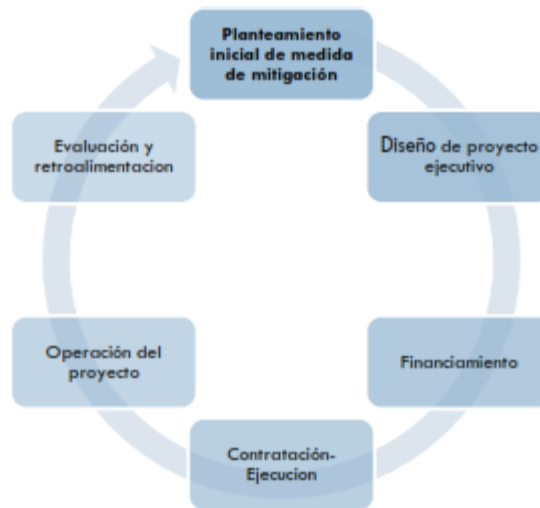 Planteamiento
inicial de medida
de mitigación
Diseño de proyecto
ejecutivo
Financiamiento
Contratación-
Ejecucion
Operación del
proyecto
Evaluación y
retroalimentacion